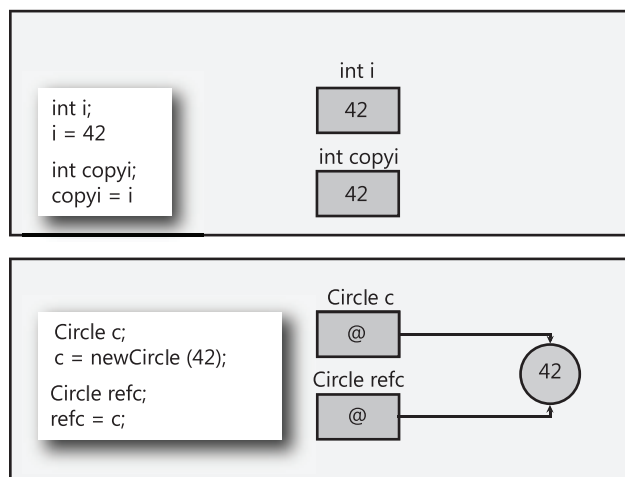 int i;
i = 42
int copyi;
copyi = i
int i
42
int copyi
42
Circle c;
c = newCircle (42);
Circle refc;
refc = c;
Circle c
@
Circle refc
@
42